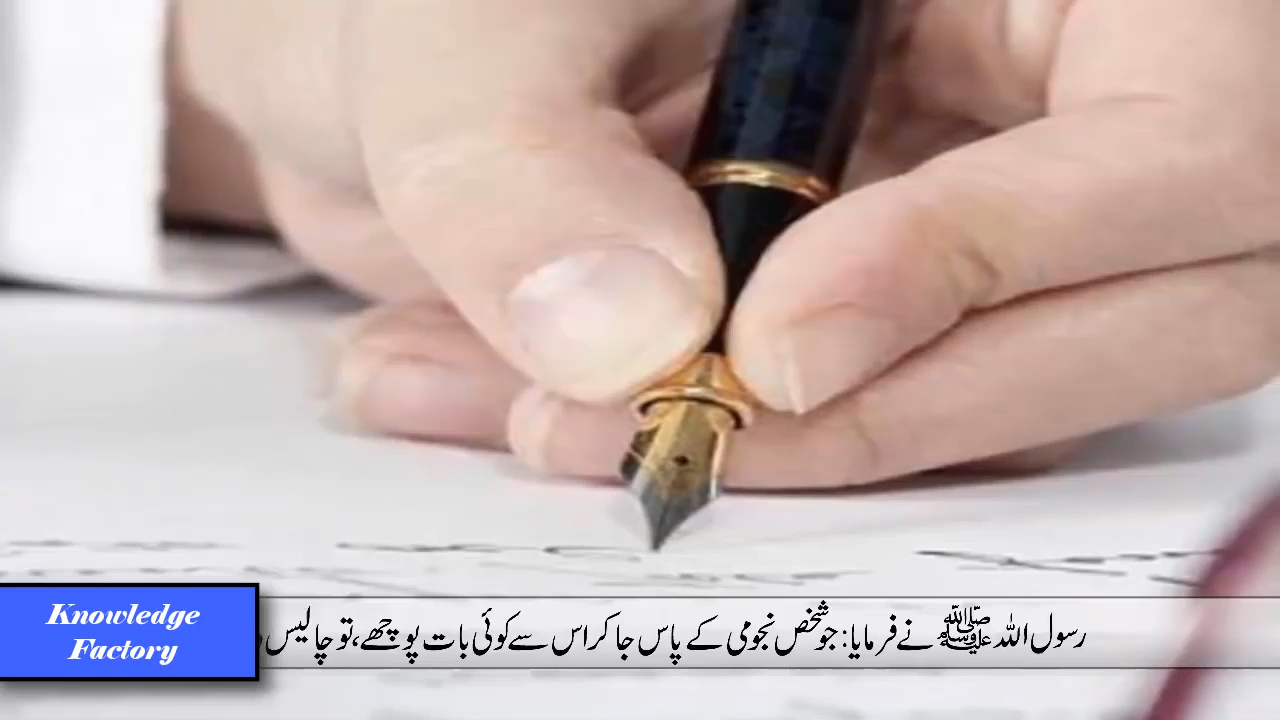 رسول اللہ ﷺ نے فرمایا: جو شخص نجومی کے پاس جا کر اس سے کوئی بات پوچھے، تو چالیس
Knowledge
Factory